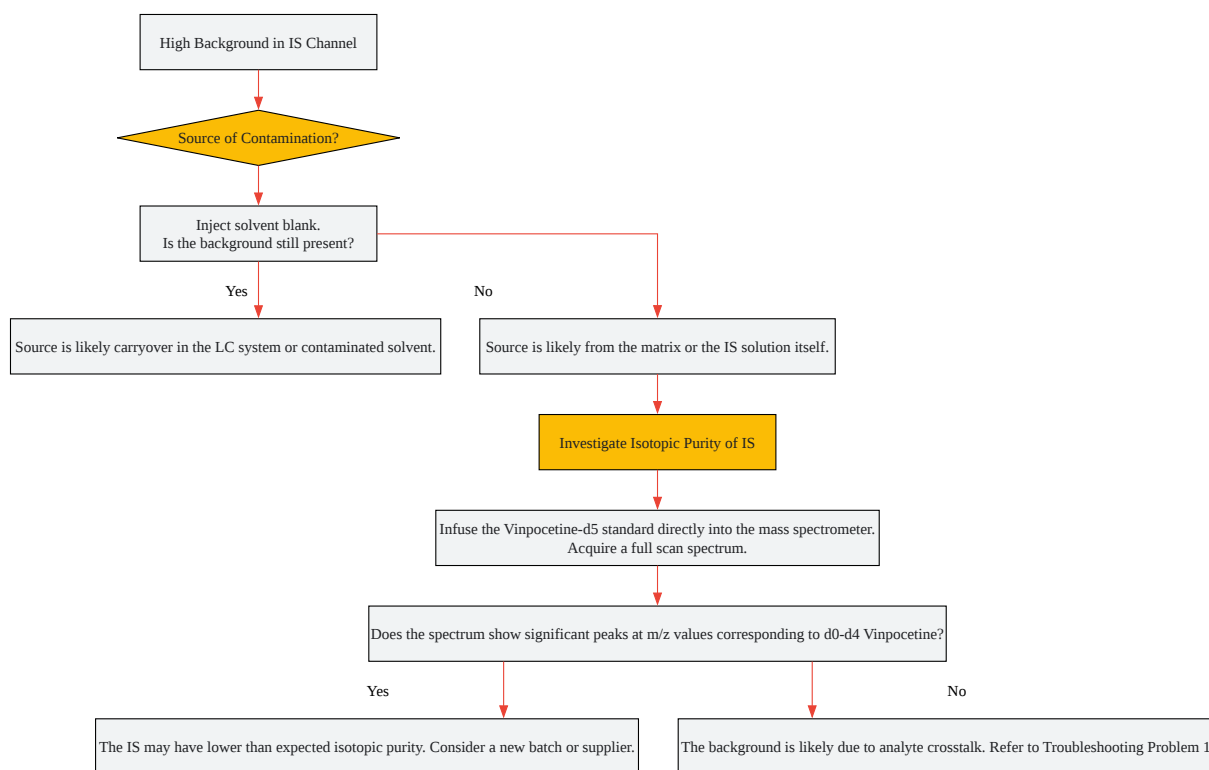 High Background in IS Channel
Source of Contamination?
Inject solvent blank.
Is the background still present?
Yes
No
Source is likely carryover in the LC system or contaminated solvent.
Source is likely from the matrix or the IS solution itself.
Investigate Isotopic Purity of IS
Infuse the Vinpocetine-d5 standard directly into the mass spectrometer.
Acquire a full scan spectrum.
Does the spectrum show significant peaks at m/z values corresponding to d0-d4 Vinpocetine?
Yes
No
The IS may have lower than expected isotopic purity. Consider a new batch or supplier.
The background is likely due to analyte crosstalk. Refer to Troubleshooting Problem 1